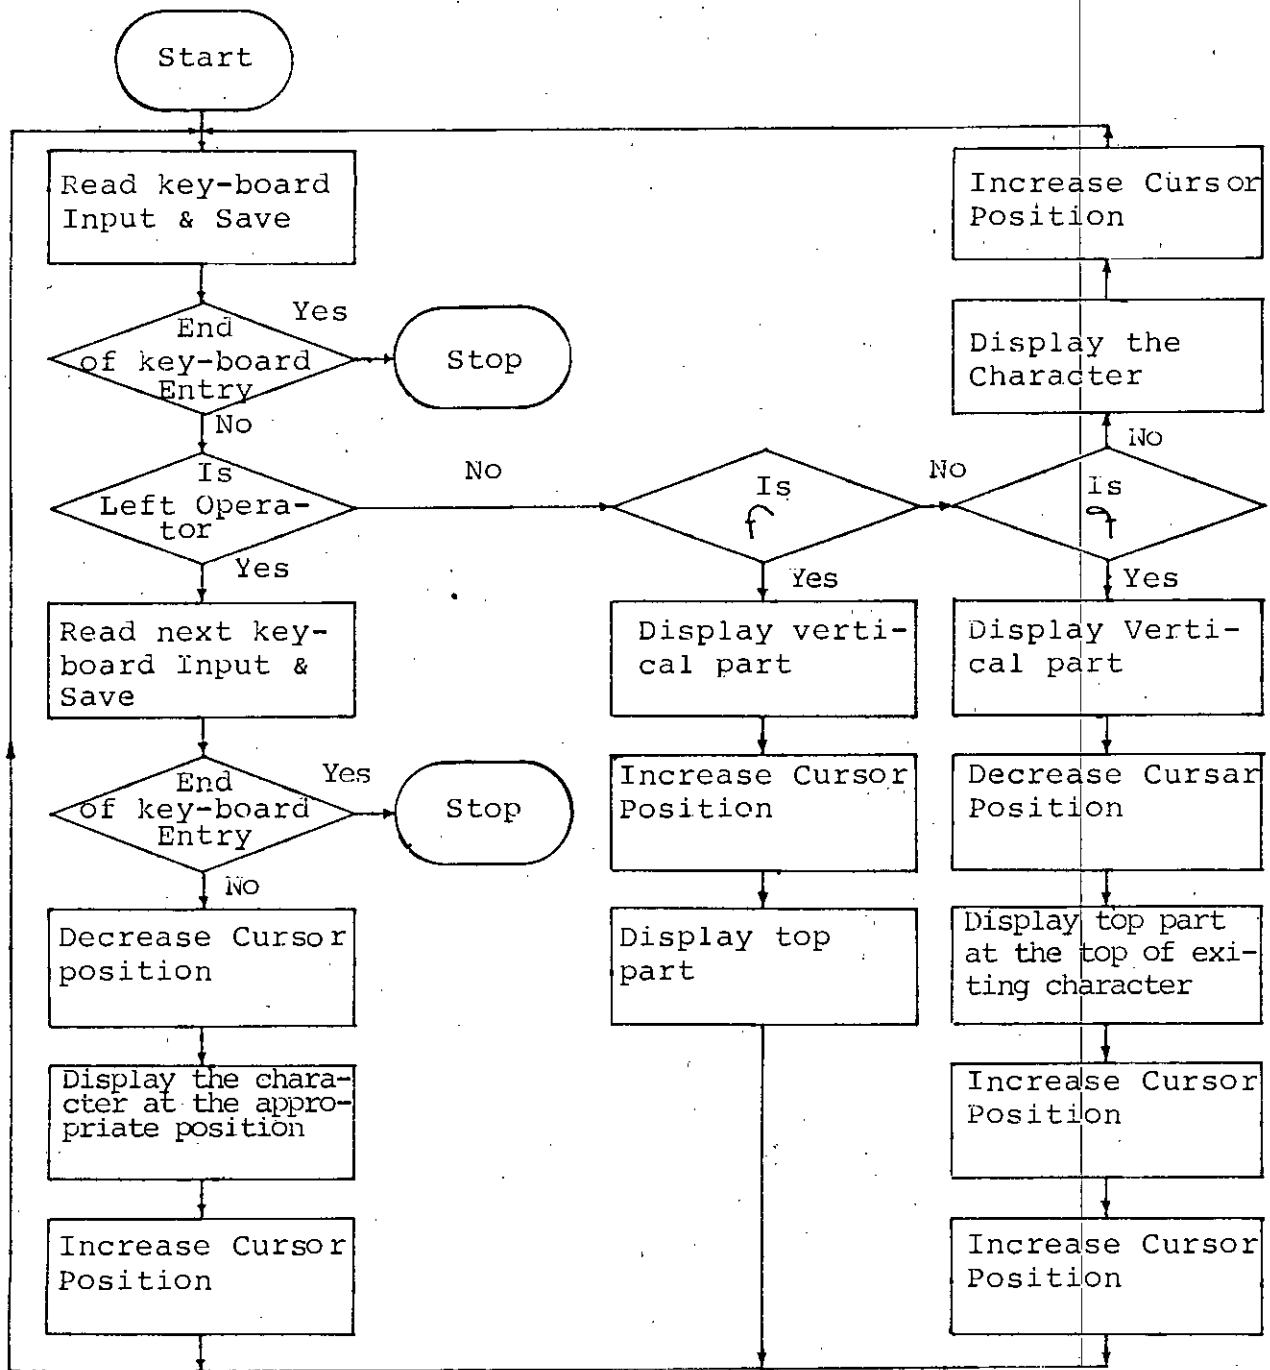 Start
Read key-board
Input & Save
End
of key-board
Entry
Yes
Stop
No
Is
Left Opera-
tor
No
Yes
Read next key-
board Input &
Save
End
of key-board
Entry
Yes
Stop
No
Decrease Cursor
position
Display the chara-
cter at the appro-
priate position
Increase Cursor
Position
Is
ি
No
Yes
Display verti-
cal part
Increase Cursor
Position
Display top
part
Increase Cursor
Position
Display the
Character
No
Is
ী
Yes
Display Verti-
cal part
Decrease Cursar
Position
Display top part
at the top of exi-
ting character
Increase Cursor
Position
Increase Cursor
Position